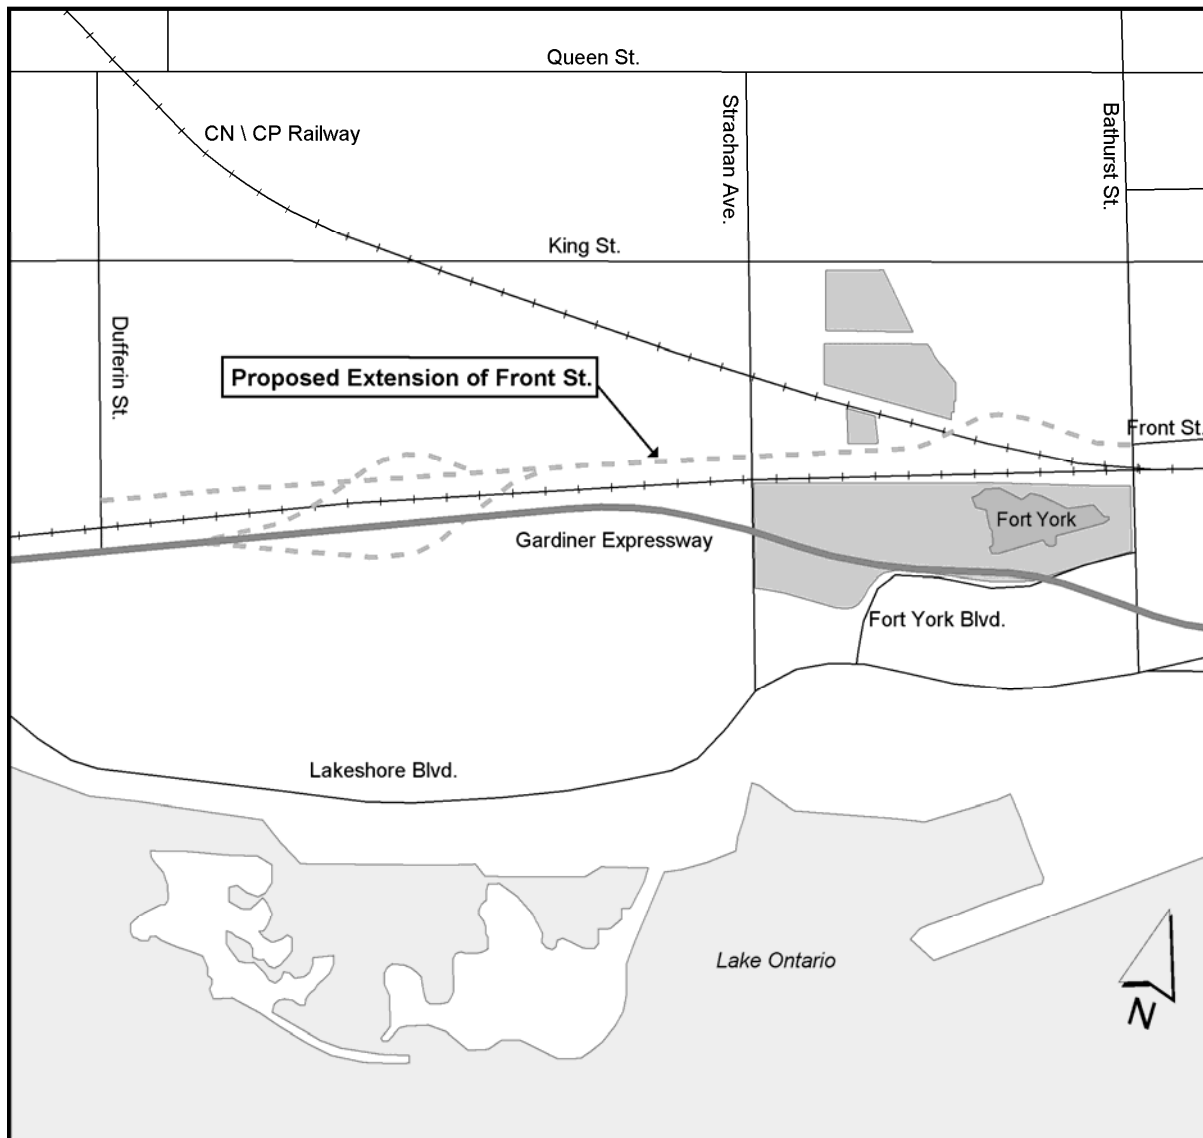 Queen St.
Strachan Ave.
Bathurst St.
CN \ CP Railway
King St.
Dufferin St.
Proposed Extension of Front St.
Front St.
Fort York
Gardiner Expressway
Fort York Blvd.
Lakeshore Blvd.
Lake Ontario
N